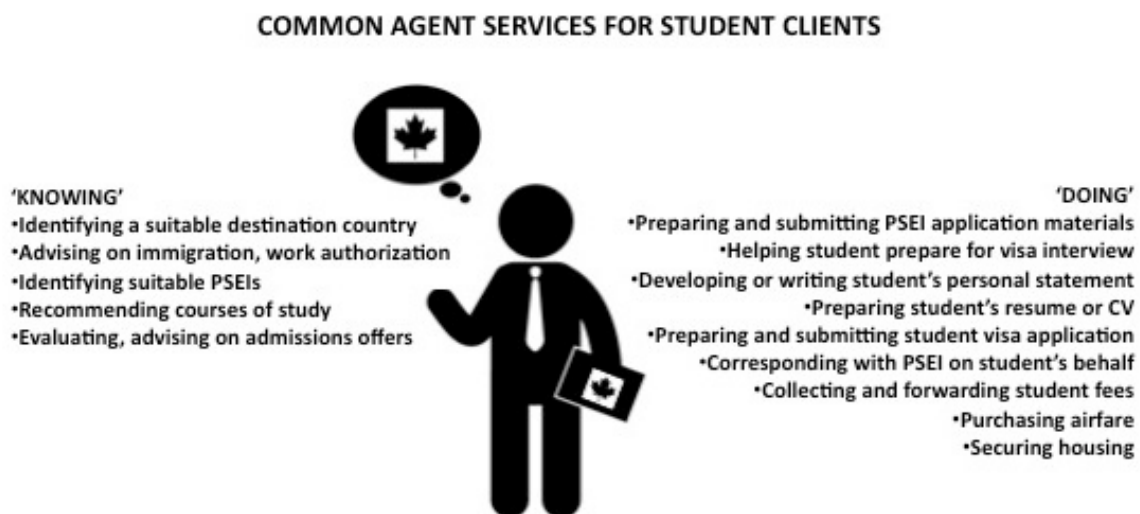 COMMON AGENT SERVICES FOR STUDENT CLIENTS
‘KNOWING’
•Identifying a suitable destination country
•Advising on immigration, work authorization
•Identifying suitable PSEIs
•Recommending courses of study
•Evaluating, advising on admissions offers
‘DOING’
•Preparing and submitting PSEI application materials
•Helping student prepare for visa interview
•Developing or writing student’s personal statement
•Preparing student’s resume or CV
•Preparing and submitting student visa application
•Corresponding with PSEI on student’s behalf
•Collecting and forwarding student fees
•Purchasing airfare
•Securing housing